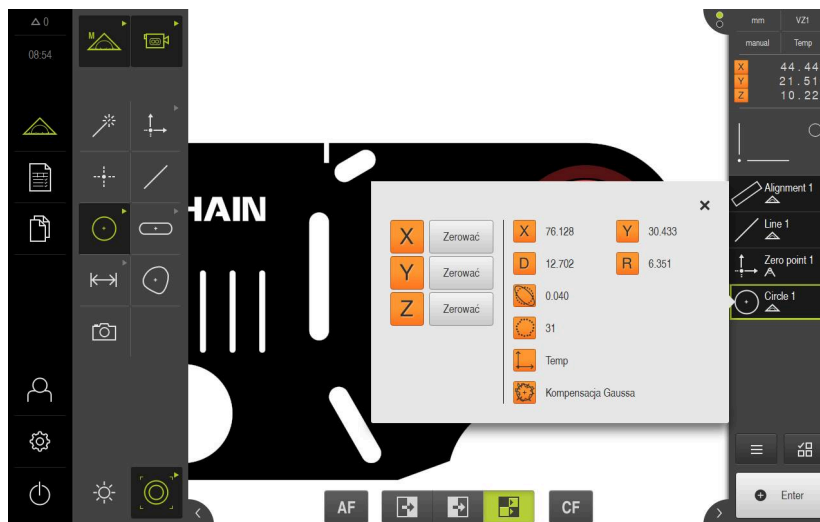 0
08:54
M
HAIN
X Zerować
Y Zerować
Z Zerować
X 76.128 Y 30.433
D 12.702 R 6.351
0.040
31
Temp
Kompensacja Gaussa
AF
CF
mm VZ1
manual Temp
X 44.44
Y 21.51
Z 10.22
Alignment 1
Line 1
Zero point 1
Circle 1
Enter